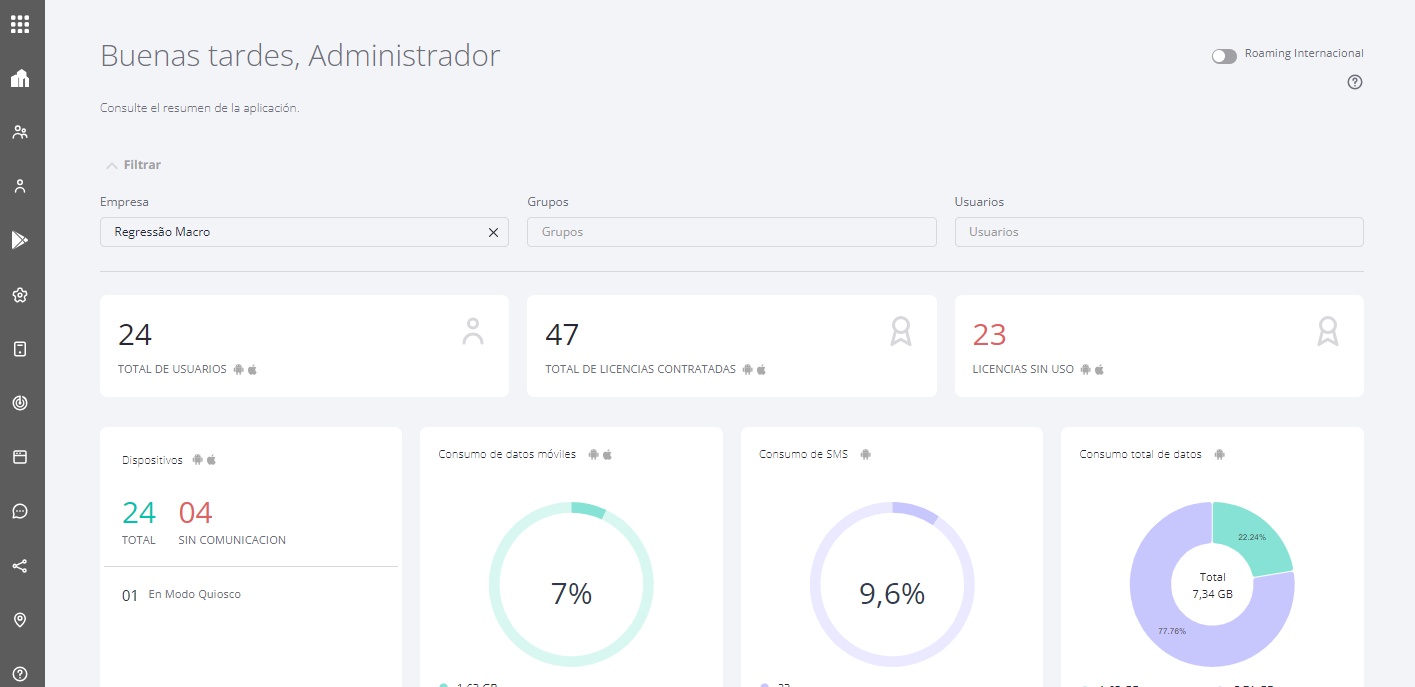 Buenas tardes, Administrador
Roaming Internacional
Consulte el resumen de la aplicación.
Filtrar
Empresa
Grupos
Usuarios
Regressão Macro
Grupos
Usuarios
24
TOTAL DE USUARIOS
47
TOTAL DE LICENCIAS CONTRATADAS
23
LICENCIAS SIN USO
Dispositivos
24
04
TOTAL
SIN COMUNICACION
01 En Modo Quiosco
Consumo de datos móviles
7%
Consumo de SMS
9,6%
Consumo total de datos
22.24%
Total
7,34 GB
77.76%